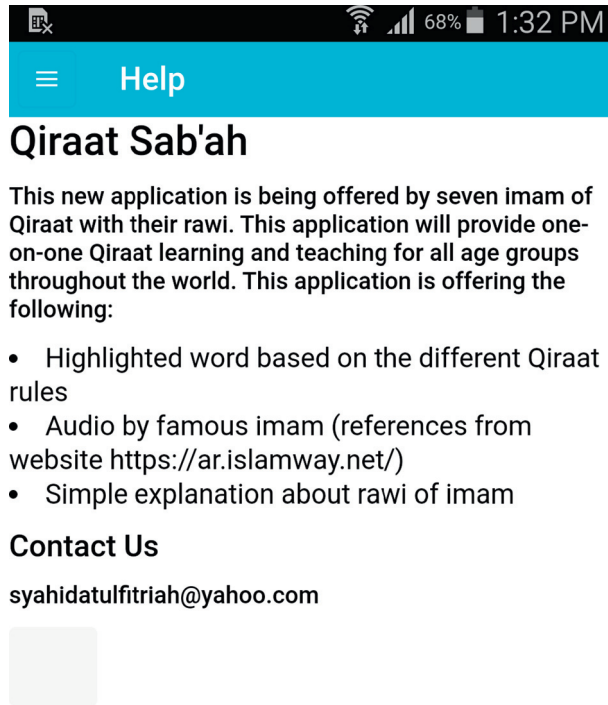 68% 1:32 PM
Help
Qiraat Sab'ah
This new application is being offered by seven imam of
Qiraat with their rawi. This application will provide one-
on-one Qiraat learning and teaching for all age groups
throughout the world. This application is offering the
following:
• Highlighted word based on the different Qiraat
rules
• Audio by famous imam (references from
website https://ar.islamway.net/)
• Simple explanation about rawi of imam
Contact Us
syahidatulfitriah@yahoo.com